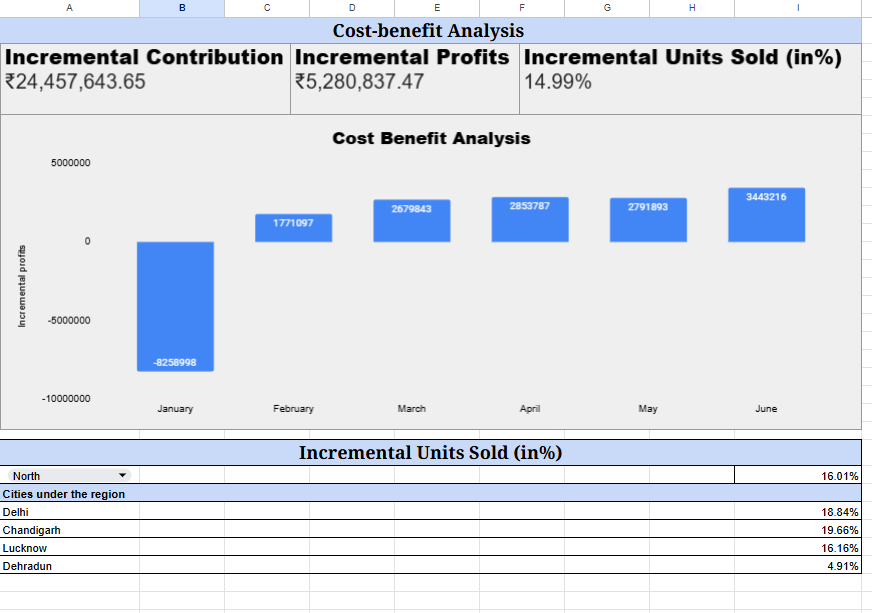 A B C D E F G H I
Cost-benefit Analysis
Incremental Contribution Incremental Profits Incremental Units Sold (in%)
₹24,457,643.65 ₹5,280,837.47 14.99%
Cost Benefit Analysis
5000000
0
-5000000
-10000000
Incremental profits
-8258998 1771097 2679843 2853787 2791893 3443216
January February March April May June
Incremental Units Sold (in%)
North 16.01%
Cities under the region
Delhi 18.84%
Chandigarh 19.66%
Lucknow 16.16%
Dehradun 4.91%